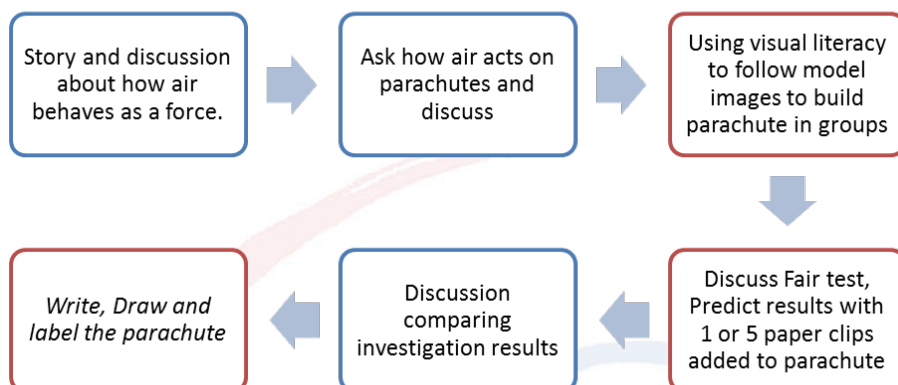 Story and discussion
about how air
behaves as a force.
Ask how air acts on
parachutes and
discuss
Using visual literacy
to follow model
images to build
parachute in groups
Discuss Fair test,
Predict results with
1 or 5 paper clips
added to parachute
Discussion
comparing
investigation results
Write, Draw and
label the parachute